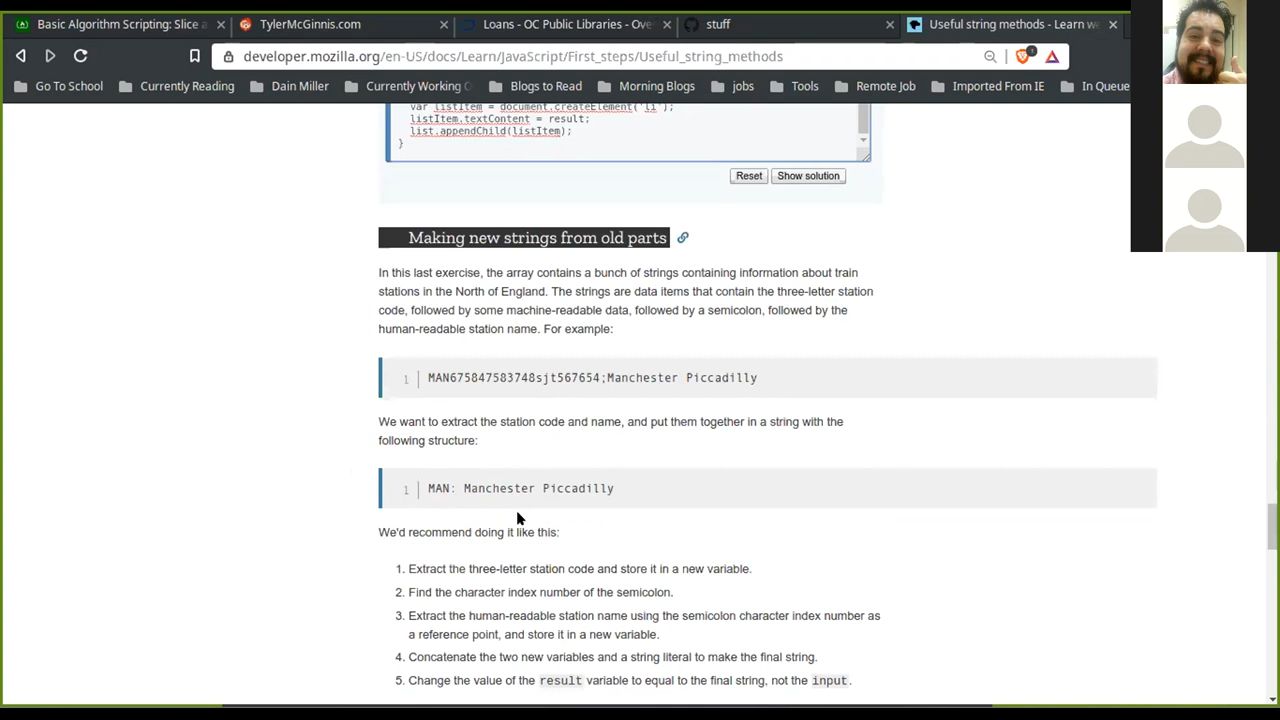 Basic Algorithm Scripting: Slice a
TylerMcGinnis.com
Loans - OC Public Libraries - Ove
stuff
Useful string methods - Learn we
developer.mozilla.org/en-US/docs/Learn/JavaScript/First_steps/Useful_string_methods
Go To School
Currently Reading
Dain Miller
Currently Working O
Blogs to Read
Morning Blogs
jobs
Tools
Remote Job
Imported From IE
In Queue
var listItem = document.createElement('li');
listItem.textContent = result;
list.appendChild(listItem);
}
Reset
Show solution
Making new strings from old parts
In this last exercise, the array contains a bunch of strings containing information about train
stations in the North of England. The strings are data items that contain the three-letter station
code, followed by some machine-readable data, followed by a semicolon, followed by the
human-readable station name. For example:
1 MAN675847583748sjt567654;Manchester Piccadilly
We want to extract the station code and name, and put them together in a string with the
following structure:
1 MAN: Manchester Piccadilly
We'd recommend doing it like this:
1. Extract the three-letter station code and store it in a new variable.
2. Find the character index number of the semicolon.
3. Extract the human-readable station name using the semicolon character index number as
a reference point, and store it in a new variable.
4. Concatenate the two new variables and a string literal to make the final string.
5. Change the value of the result variable to equal to the final string, not the input.